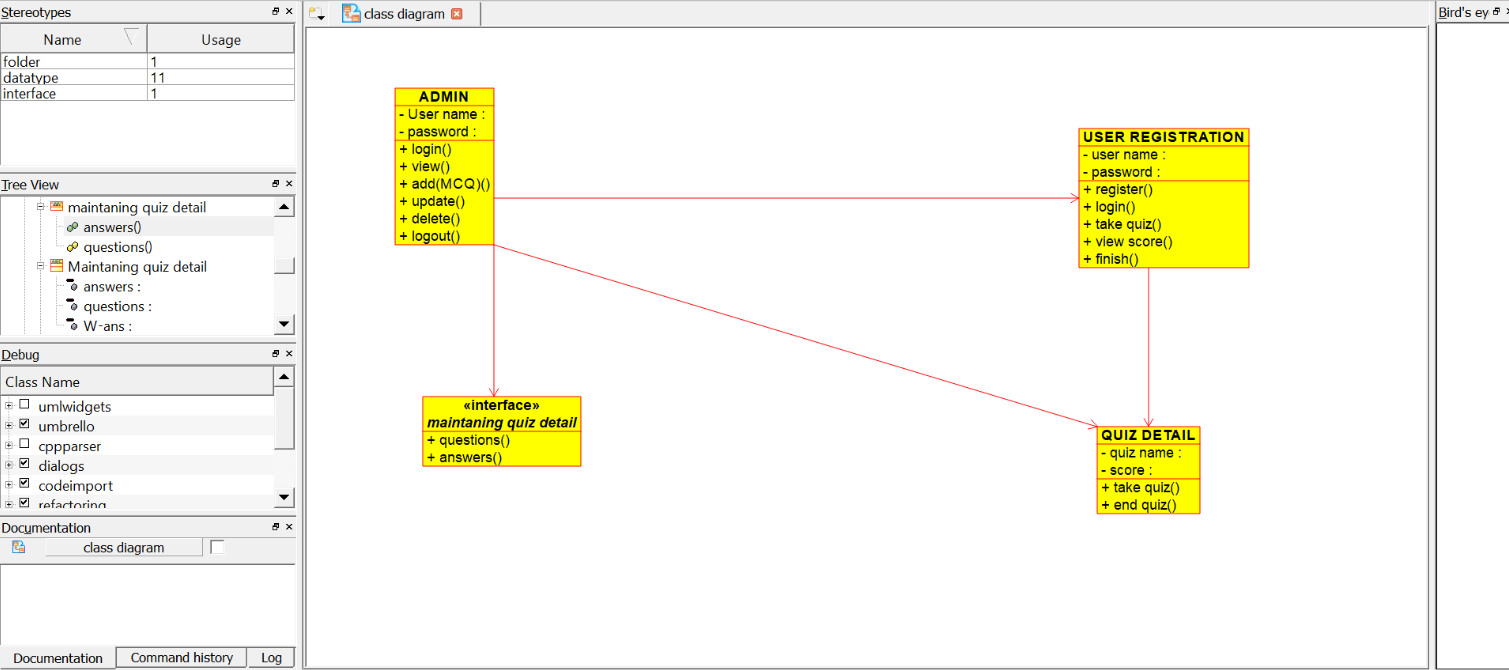 Stereotypes
Name Usage
folder 1
datatype 11
interface 1
Tree View
maintaning quiz detail
answers()
questions()
Maintaning quiz detail
answers :
questions :
W-ans :
Debug
Class Name
umlwidgets
umbrello
cppparser
dialogs
codeimport
refactoring
Documentation
class diagram
Documentation Command history Log
class diagram
ADMIN
- User name :
- password :
+ login()
+ view()
+ add(MCQ)()
+ update()
+ delete()
+ logout()
USER REGISTRATION
- user name :
- password :
+ register()
+ login()
+ take quiz()
+ view score()
+ finish()
«interface»
maintaning quiz detail
+ questions()
+ answers()
QUIZ DETAIL
- quiz name :
- score :
+ take quiz()
+ end quiz()
Bird's ey